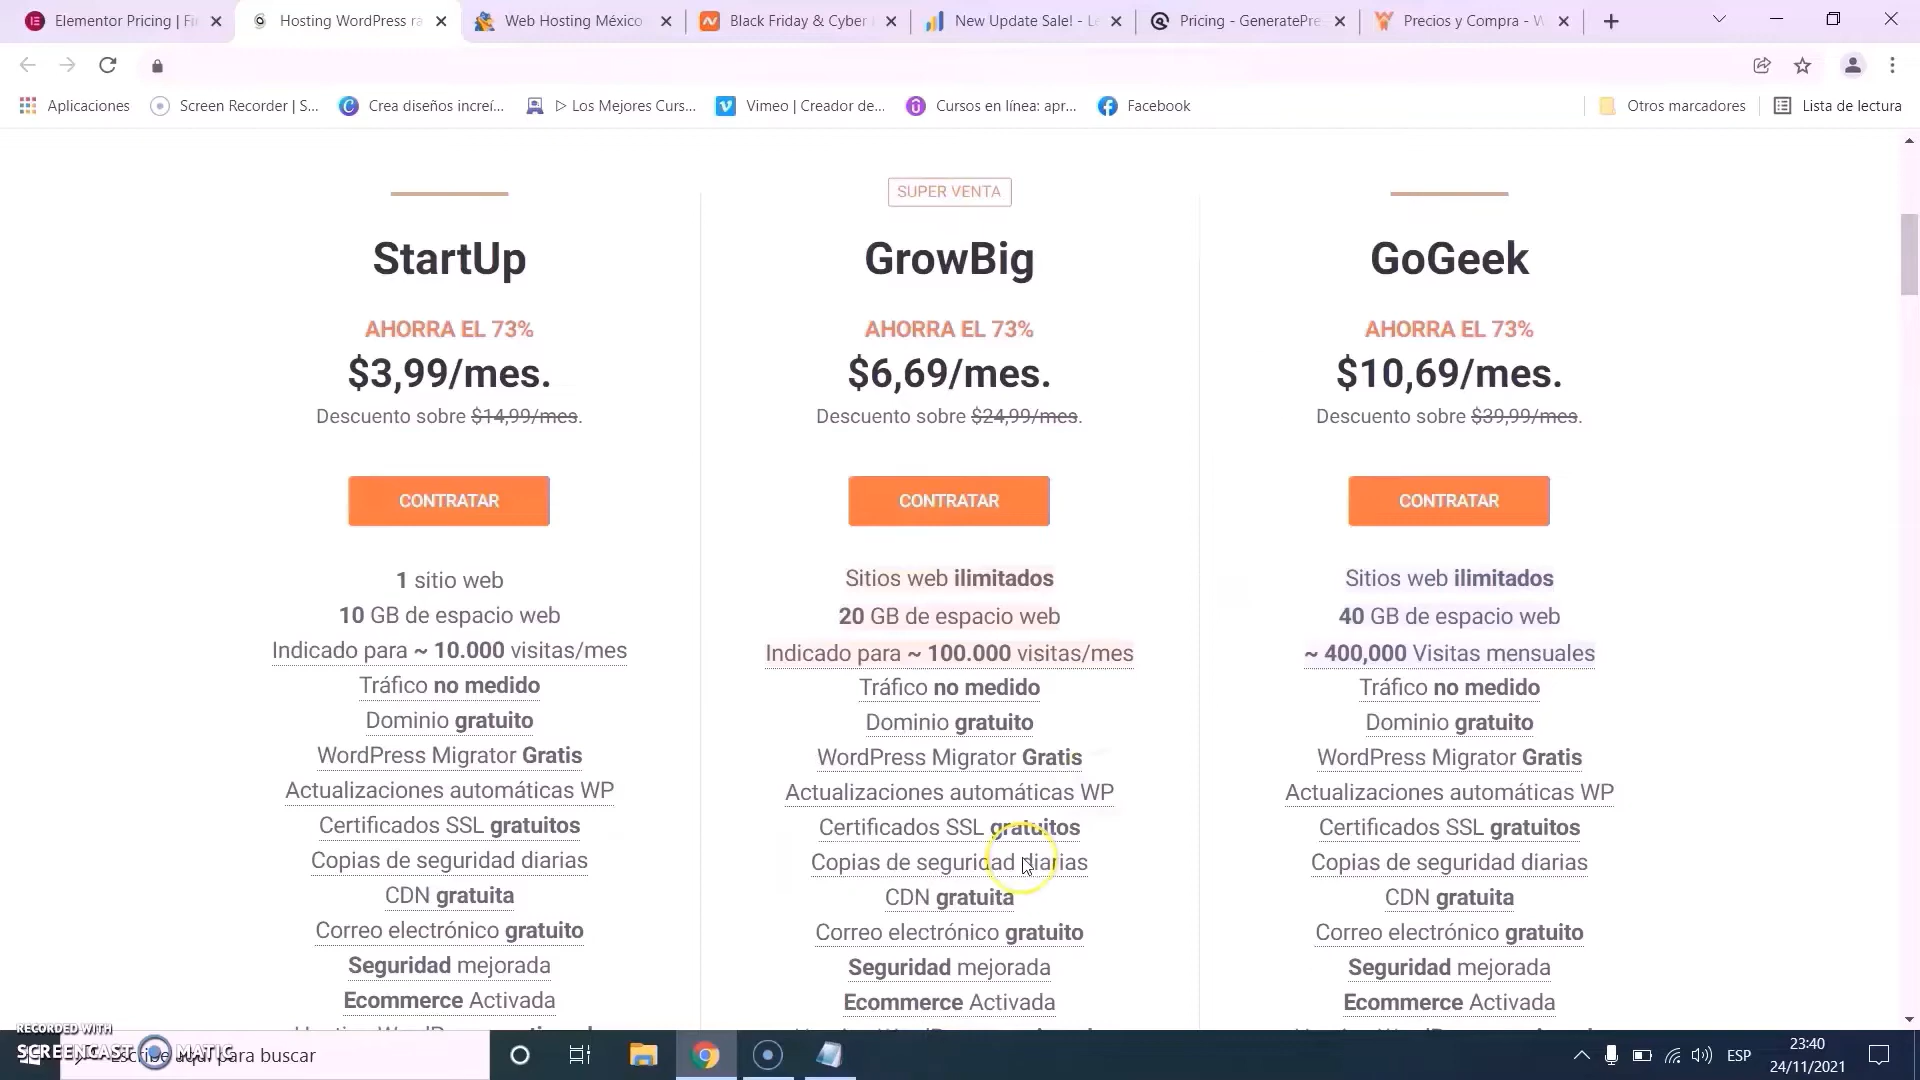 Elementor Pricing | Fi
Hosting WordPress ra
Web Hosting México
Black Friday & Cyber
New Update Sale! - Le
Pricing - GeneratePre
Precios y Compra - W
Aplicaciones
Screen Recorder | S...
Crea diseños increí...
▷ Los Mejores Curs...
Vimeo | Creador de...
Cursos en línea: apr...
Facebook
Otros marcadores
Lista de lectura
StartUp
AHORRA EL 73%
$3,99/mes.
Descuento sobre $14,99/mes.
CONTRATAR
1 sitio web
10 GB de espacio web
Indicado para ~ 10.000 visitas/mes
Tráfico no medido
Dominio gratuito
WordPress Migrator Gratis
Actualizaciones automáticas WP
Certificados SSL gratuitos
Copias de seguridad diarias
CDN gratuita
Correo electrónico gratuito
Seguridad mejorada
Ecommerce Activada
SUPER VENTA
GrowBig
AHORRA EL 73%
$6,69/mes.
Descuento sobre $24,99/mes.
CONTRATAR
Sitios web ilimitados
20 GB de espacio web
Indicado para ~ 100.000 visitas/mes
Tráfico no medido
Dominio gratuito
WordPress Migrator Gratis
Actualizaciones automáticas WP
Certificados SSL gratuitos
Copias de seguridad diarias
CDN gratuita
Correo electrónico gratuito
Seguridad mejorada
Ecommerce Activada
GoGeek
AHORRA EL 73%
$10,69/mes.
Descuento sobre $39,99/mes.
CONTRATAR
Sitios web ilimitados
40 GB de espacio web
~ 400,000 Visitas mensuales
Tráfico no medido
Dominio gratuito
WordPress Migrator Gratis
Actualizaciones automáticas WP
Certificados SSL gratuitos
Copias de seguridad diarias
CDN gratuita
Correo electrónico gratuito
Seguridad mejorada
Ecommerce Activada
RECORDED WITH
SCREENCAST MATIC
Escribe aquí para buscar
ESP
23:40
24/11/2021